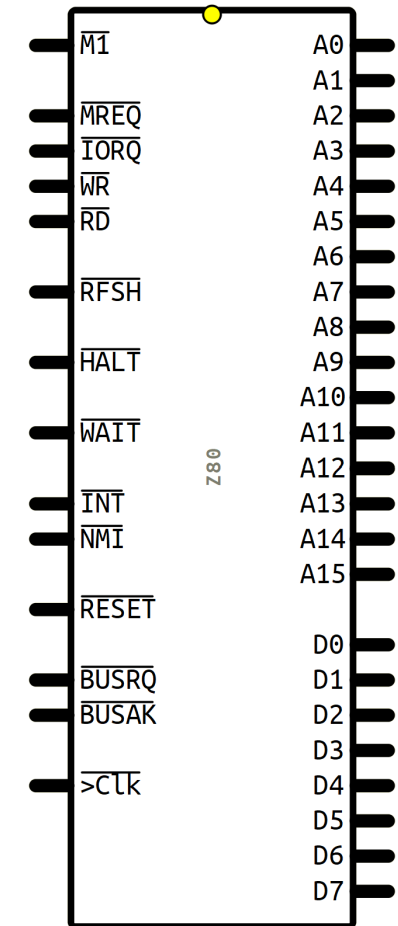 M1
MREQ
IORQ
WR
RD
RFSH
HALT
WAIT
INT
NMI
RESET
BUSRQ
BUSAK
>Clk
Z80
A0
A1
A2
A3
A4
A5
A6
A7
A8
A9
A10
A11
A12
A13
A14
A15
D0
D1
D2
D3
D4
D5
D6
D7